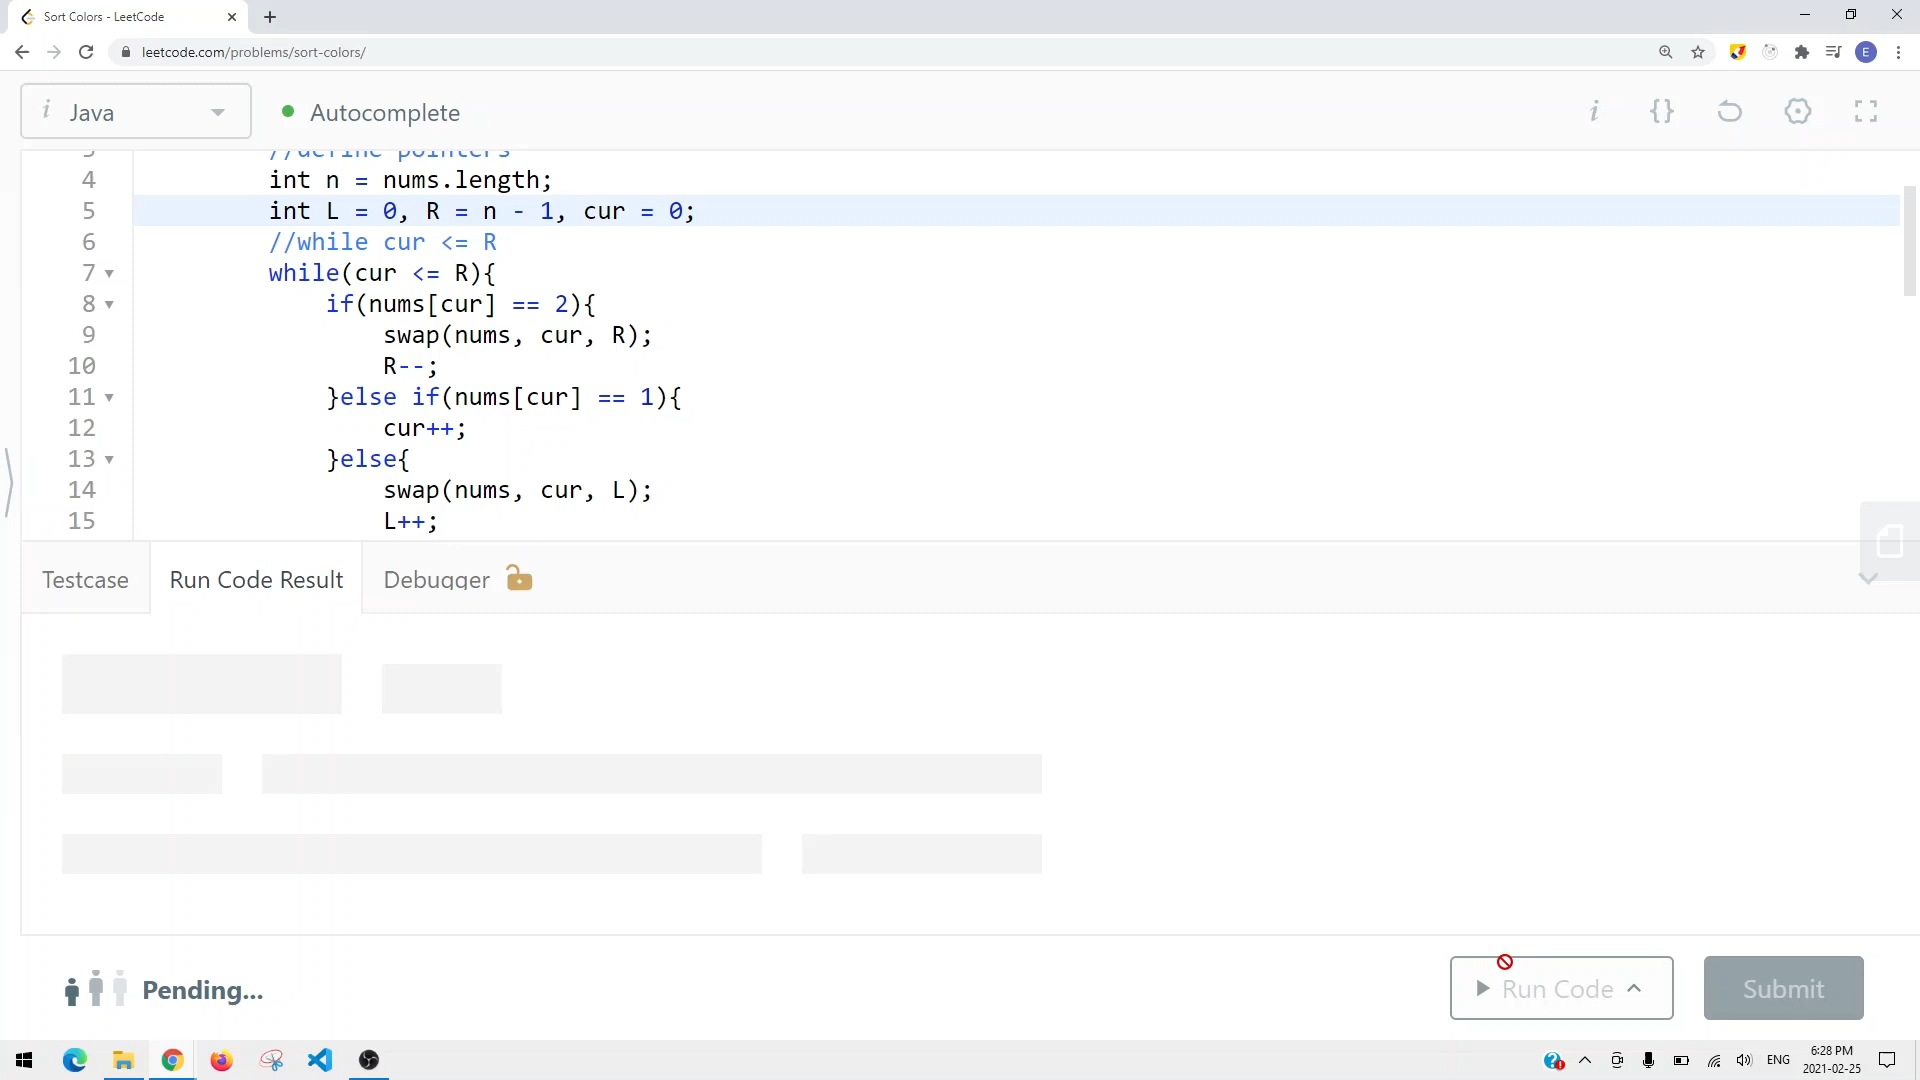 Sort Colors - LeetCode
leetcode.com/problems/sort-colors/
E
i Java
Autocomplete
i {}
3 //define pointers
4 int n = nums.length;
5 int L = 0, R = n - 1, cur = 0;
6 //while cur <= R
7 while(cur <= R){
8 if(nums[cur] == 2){
9 swap(nums, cur, R);
10 R--;
11 }else if(nums[cur] == 1){
12 cur++;
13 }else{
14 swap(nums, cur, L);
15 L++;
Testcase Run Code Result Debugger
Pending...
Run Code
Submit
ENG
6:28 PM
2021-02-25